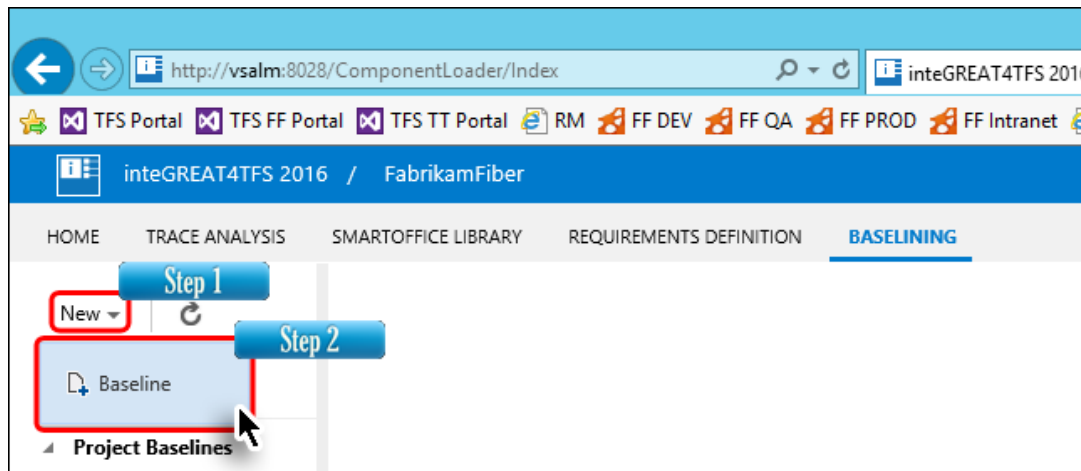 http://vsalm:8028/ComponentLoader/Index
inteGREAT4TFS 201
TFS Portal TFS FF Portal TFS TT Portal RM FF DEV FF QA FF PROD FF Intranet
inteGREAT4TFS 2016 / FabrikamFiber
HOME TRACE ANALYSIS SMARTOFFICE LIBRARY REQUIREMENTS DEFINITION BASELINING
Step 1
New
Step 2
Baseline
Project Baselines